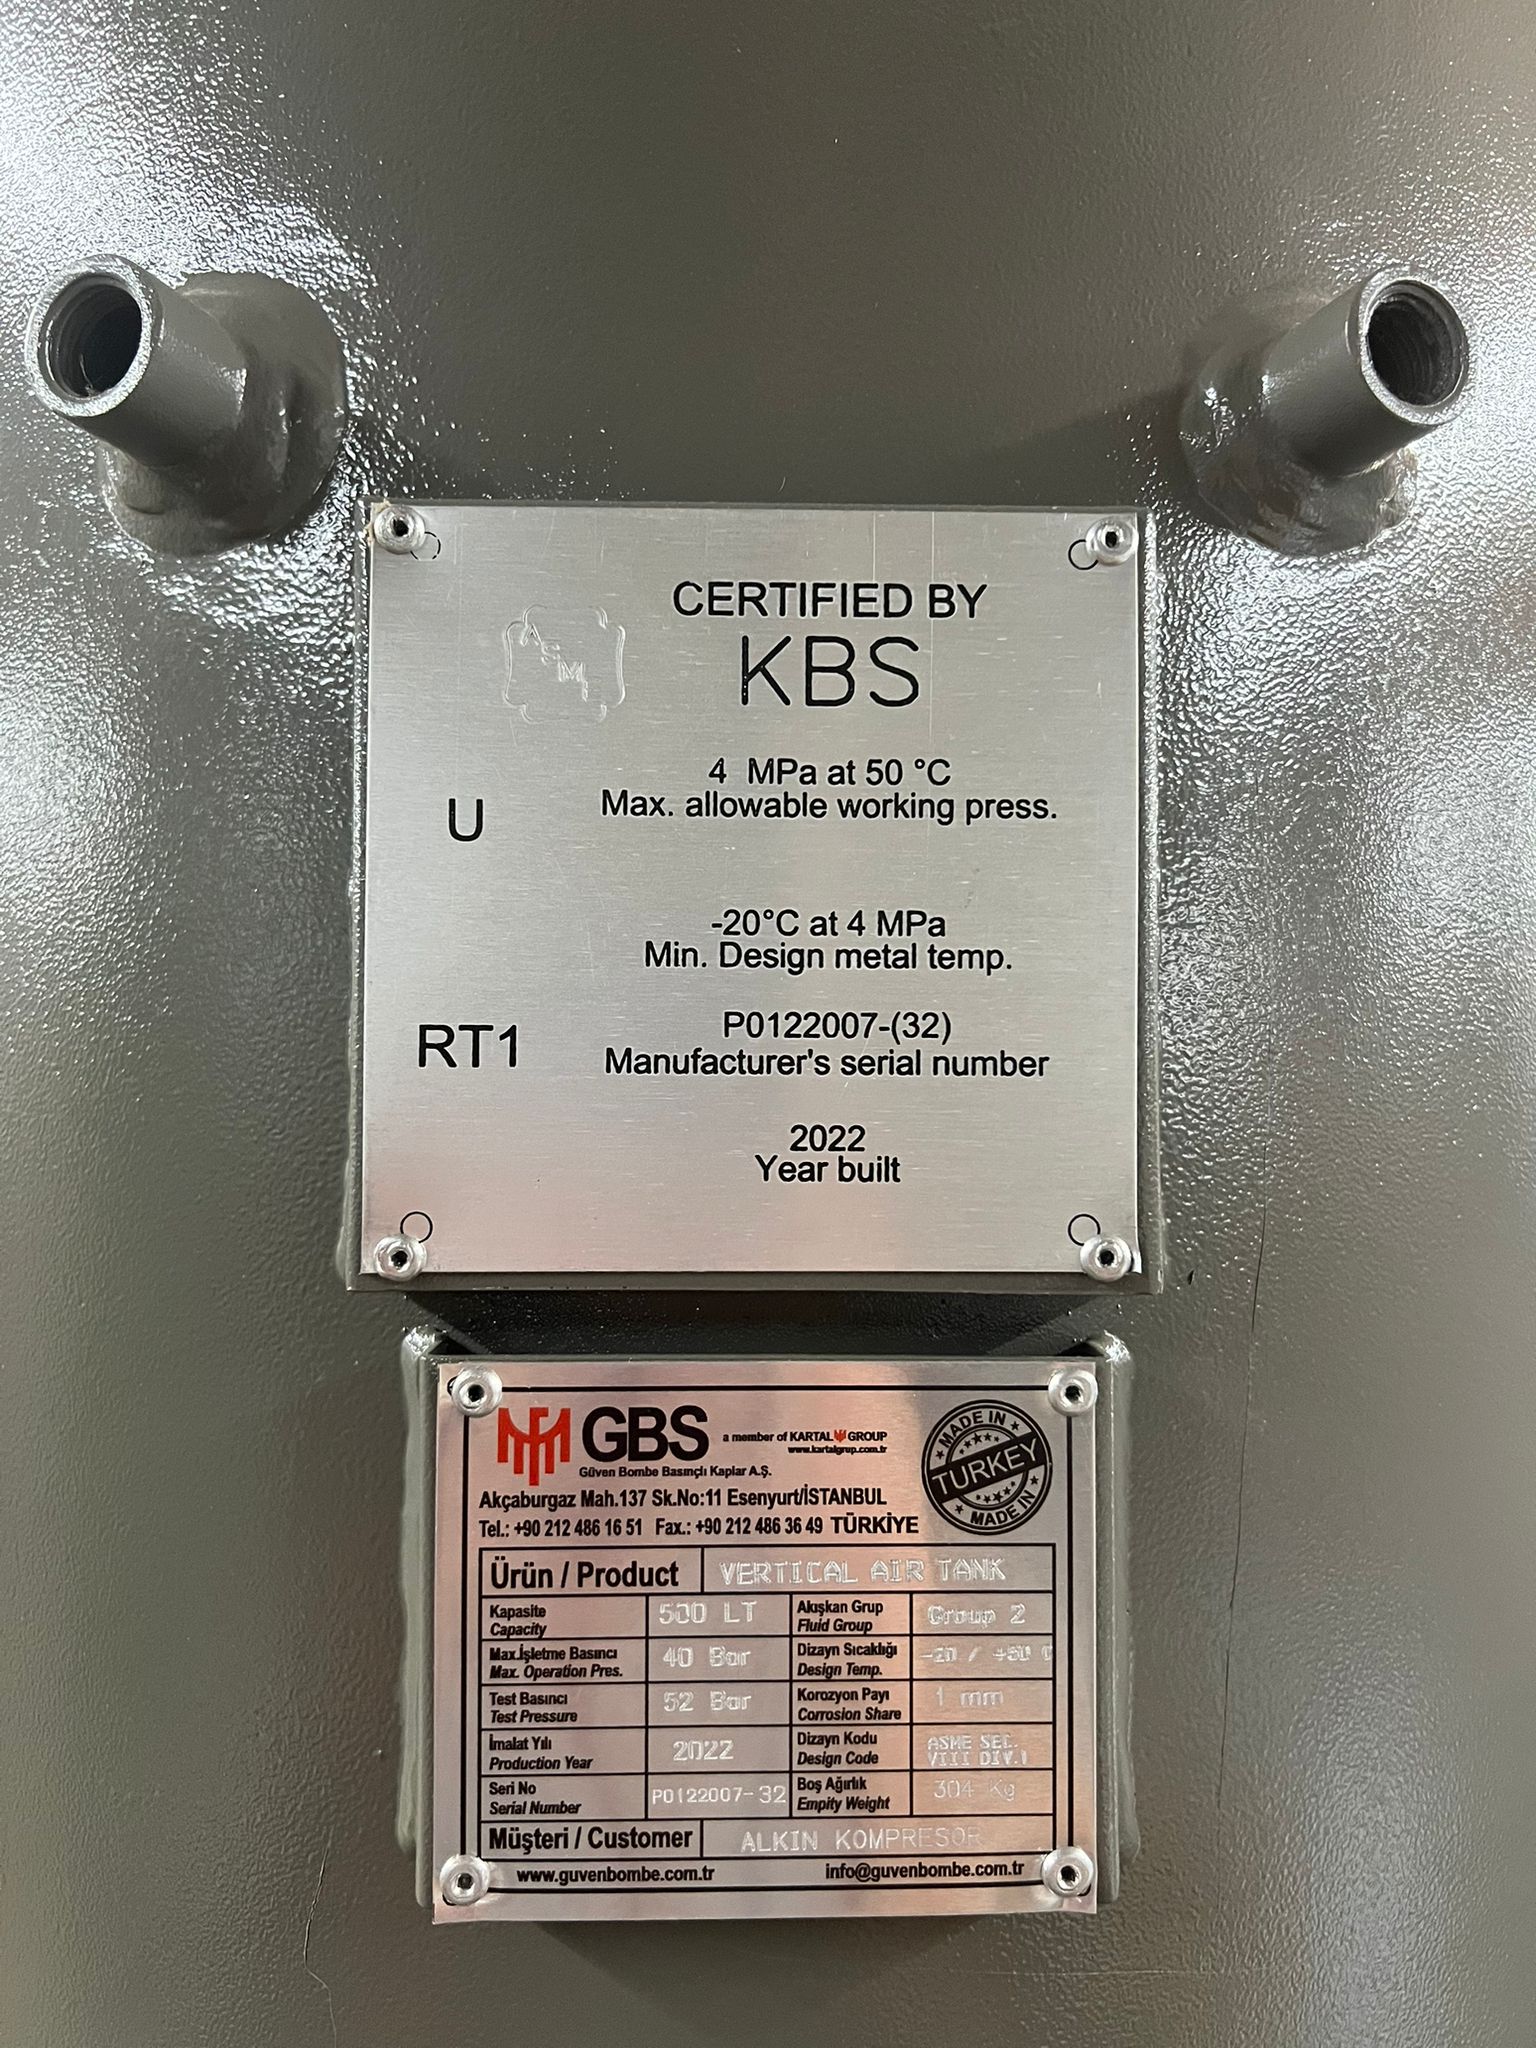 ASME
CERTIFIED BY
KBS
4 MPa at 50 °C
Max. allowable working press.
U
-20°C at 4 MPa
Min. Design metal temp.
RT1
P0122007-(32)
Manufacturer's serial number
2022
Year built
GBS a member of KARTAL GROUP
www.kartalgrup.com.tr
Güven Bombe Basınçlı Kaplar A.Ş.
MADE IN
TURKEY
MADE IN
Akçaburgaz Mah.137 Sk.No:11 Esenyurt/İSTANBUL
Tel.: +90 212 486 16 51 Fax.: +90 212 486 36 49 TÜRKİYE
Ürün / Product VERTICAL AIR TANK
Kapasite 500 LT Akışkan Grup Group 2
Capacity Fluid Group
Max.İşletme Basıncı 40 Bar Dizayn Sıcaklığı -20 / +50 C
Max. Operation Pres. Design Temp.
Test Basıncı 52 Bar Korozyon Payı 1 mm
Test Pressure Corrosion Share
İmalat Yılı 2022 Dizayn Kodu ASME SEC.
Production Year Design Code VIII DIV.1
Seri No P0122007-32 Boş Ağırlık 304 Kg
Serial Number Empity Weight
Müşteri / Customer ALKIN KOMPRESOR
www.guvenbombe.com.tr info@guvenbombe.com.tr